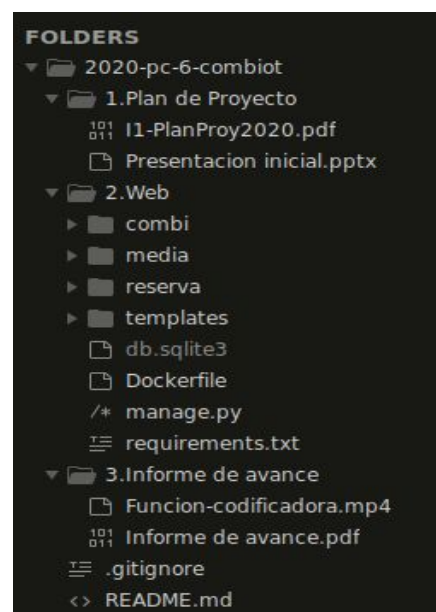 FOLDERS
2020-pc-6-combiot
1.Plan de Proyecto
I1-PlanProy2020.pdf
Presentacion inicial.pptx
2.Web
combi
media
reserva
templates
db.sqlite3
Dockerfile
/* manage.py
requirements.txt
3.Informe de avance
Funcion-codificadora.mp4
Informe de avance.pdf
.gitignore
<> README.md